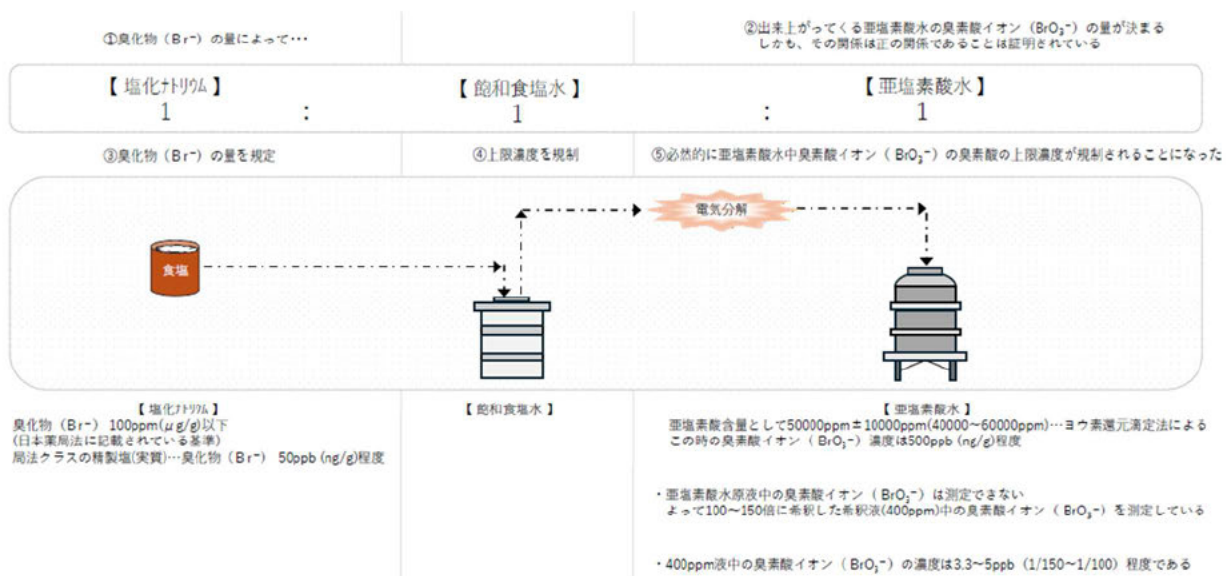 ①臭化物（Br⁻）の量によって…
②出来上がってくる亜塩素酸水の臭素酸イオン（BrO₃⁻）の量が決まる
しかも、その関係は正の関係であることは証明されている
【 塩化ﾅﾄﾘｳﾑ 】
【 飽和食塩水 】
【 亜塩素酸水 】
1 : 1 : 1
③臭化物（Br⁻）の量を規定
④上限濃度を規制
⑤必然的に亜塩素酸水中臭素酸イオン（ BrO₃⁻）の臭素酸の上限濃度が規制されることになった
電気分解
食塩
【 塩化ﾅﾄﾘｳﾑ 】
臭化物（Br⁻） 100ppm(μg/g)以下
(日本薬局法に記載されている基準)
局法クラスの精製塩(実質)…臭化物（Br⁻） 50ppb (ng/g)程度
【 飽和食塩水 】
【 亜塩素酸水 】
亜塩素酸含量として50000ppm±10000ppm(40000〜60000ppm)…ヨウ素還元滴定法による
この時の臭素酸イオン（ BrO₃⁻）濃度は500ppb (ng/g)程度
・亜塩素酸水原液中の臭素酸イオン（ BrO₃⁻）は測定できない
よって100〜150倍に希釈した希釈液(400ppm)中の臭素酸イオン（ BrO₃⁻）を測定している
・400ppm液中の臭素酸イオン（ BrO₃⁻）の濃度は3.3〜5ppb（1/150〜1/100）程度である